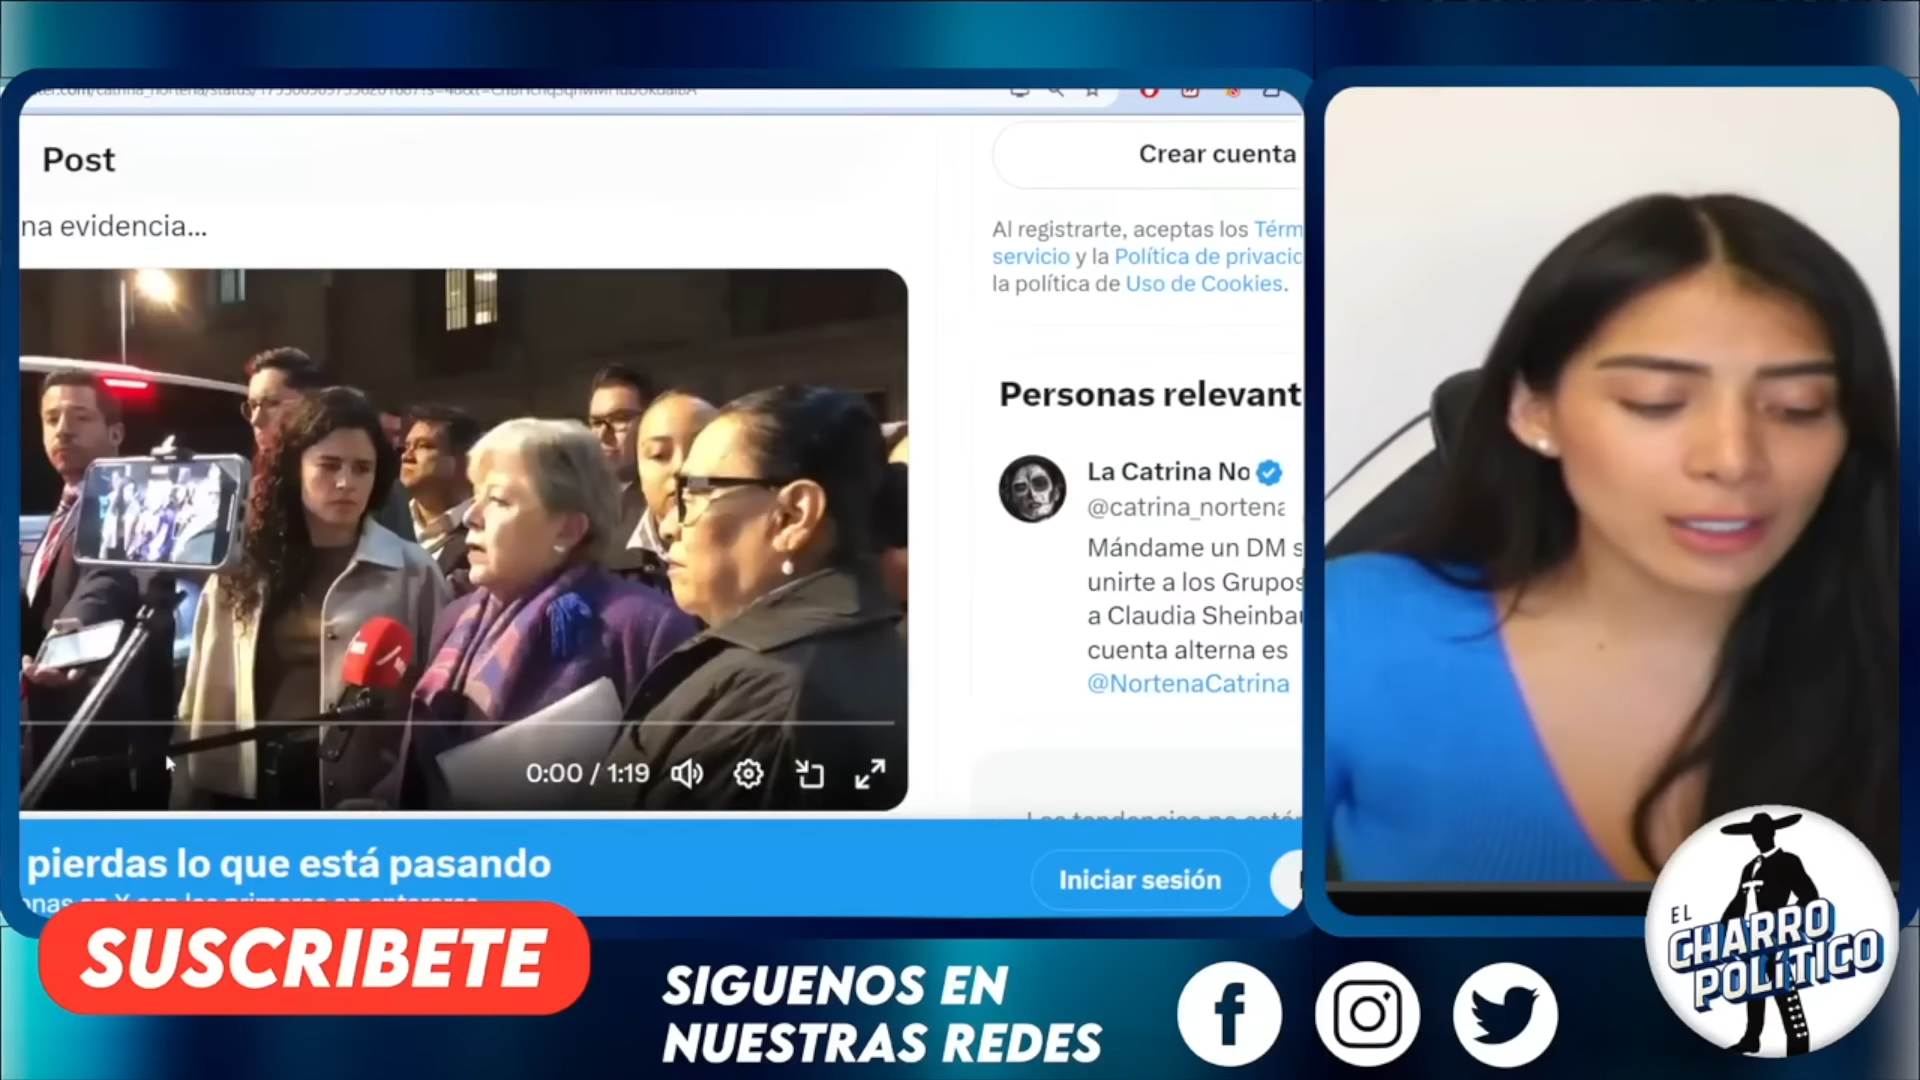 Post
na evidencia...
0:00 / 1:19
Crear cuenta
Al registrarte, aceptas los Térm
servicio y la Política de privacic
la política de Uso de Cookies.
Personas relevant
La Catrina No
@catrina_nortena
Mándame un DM s
unirte a los Grupos
a Claudia Sheinbau
cuenta alterna es
@NortenaCatrina
pierdas lo que está pasando
Iniciar sesión
SUSCRIBETE
SIGUENOS EN
NUESTRAS REDES
EL
CHARRO
POLÍTICO